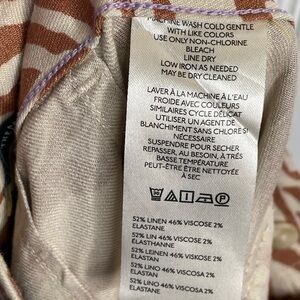 MACHINE WASH COLD GENTLE
WITH LIKE COLORS
USE ONLY NON-CHLORINE
BLEACH
LINE DRY
LOW IRON AS NEEDED
MAY BE DRY CLEANED
LAVER À LA MACHINE À L'EAU
FROIDE AVEC COULEURS
SIMILAIRES CYCLE DÉLICAT
UTILISER UN AGENT DE
BLANCHIMENT SANS CHLORE SI
NÉCESSAIRE
SUSPENDRE POUR SECHER
REPASSER, AU BESOIN, À TRÈS
BASSE TEMPÉRATURE
PEUT-ÊTRE ÊTRE NETTOYÉE
À SEC
52% LINEN 46% VISCOSE 2%
ELASTANE
52% LIN 46% VISCOSE 2%
ÉLASTHANNE
52% LEINEN 46% VISKOSE 2%
ELASTAN
52% LINO 46% VISCOSA 2%
ELASTAN
52% LINO 46% VISCOSA 2%
ELASTANE